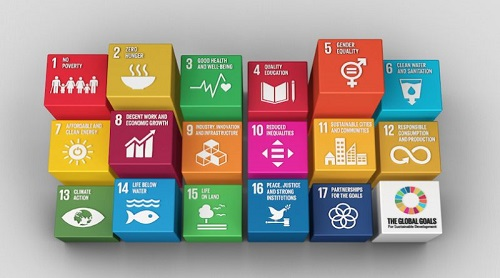 1 NO
POVERTY
2 ZERO
HUNGER
3 GOOD HEALTH
AND WELL-BEING
4 QUALITY
EDUCATION
5 GENDER
EQUALITY
6 CLEAN WATER
AND SANITATION
7 AFFORDABLE AND
CLEAN ENERGY
8 DECENT WORK AND
ECONOMIC GROWTH
9 INDUSTRY, INNOVATION
AND INFRASTRUCTURE
10 REDUCED
INEQUALITIES
11 SUSTAINABLE CITIES
AND COMMUNITIES
12 RESPONSIBLE
CONSUMPTION
AND PRODUCTION
13 CLIMATE
ACTION
14 LIFE BELOW
WATER
15 LIFE
ON LAND
16 PEACE, JUSTICE
AND STRONG
INSTITUTIONS
17 PARTNERSHIPS
FOR THE GOALS
THE GLOBAL GOALS
For Sustainable Development